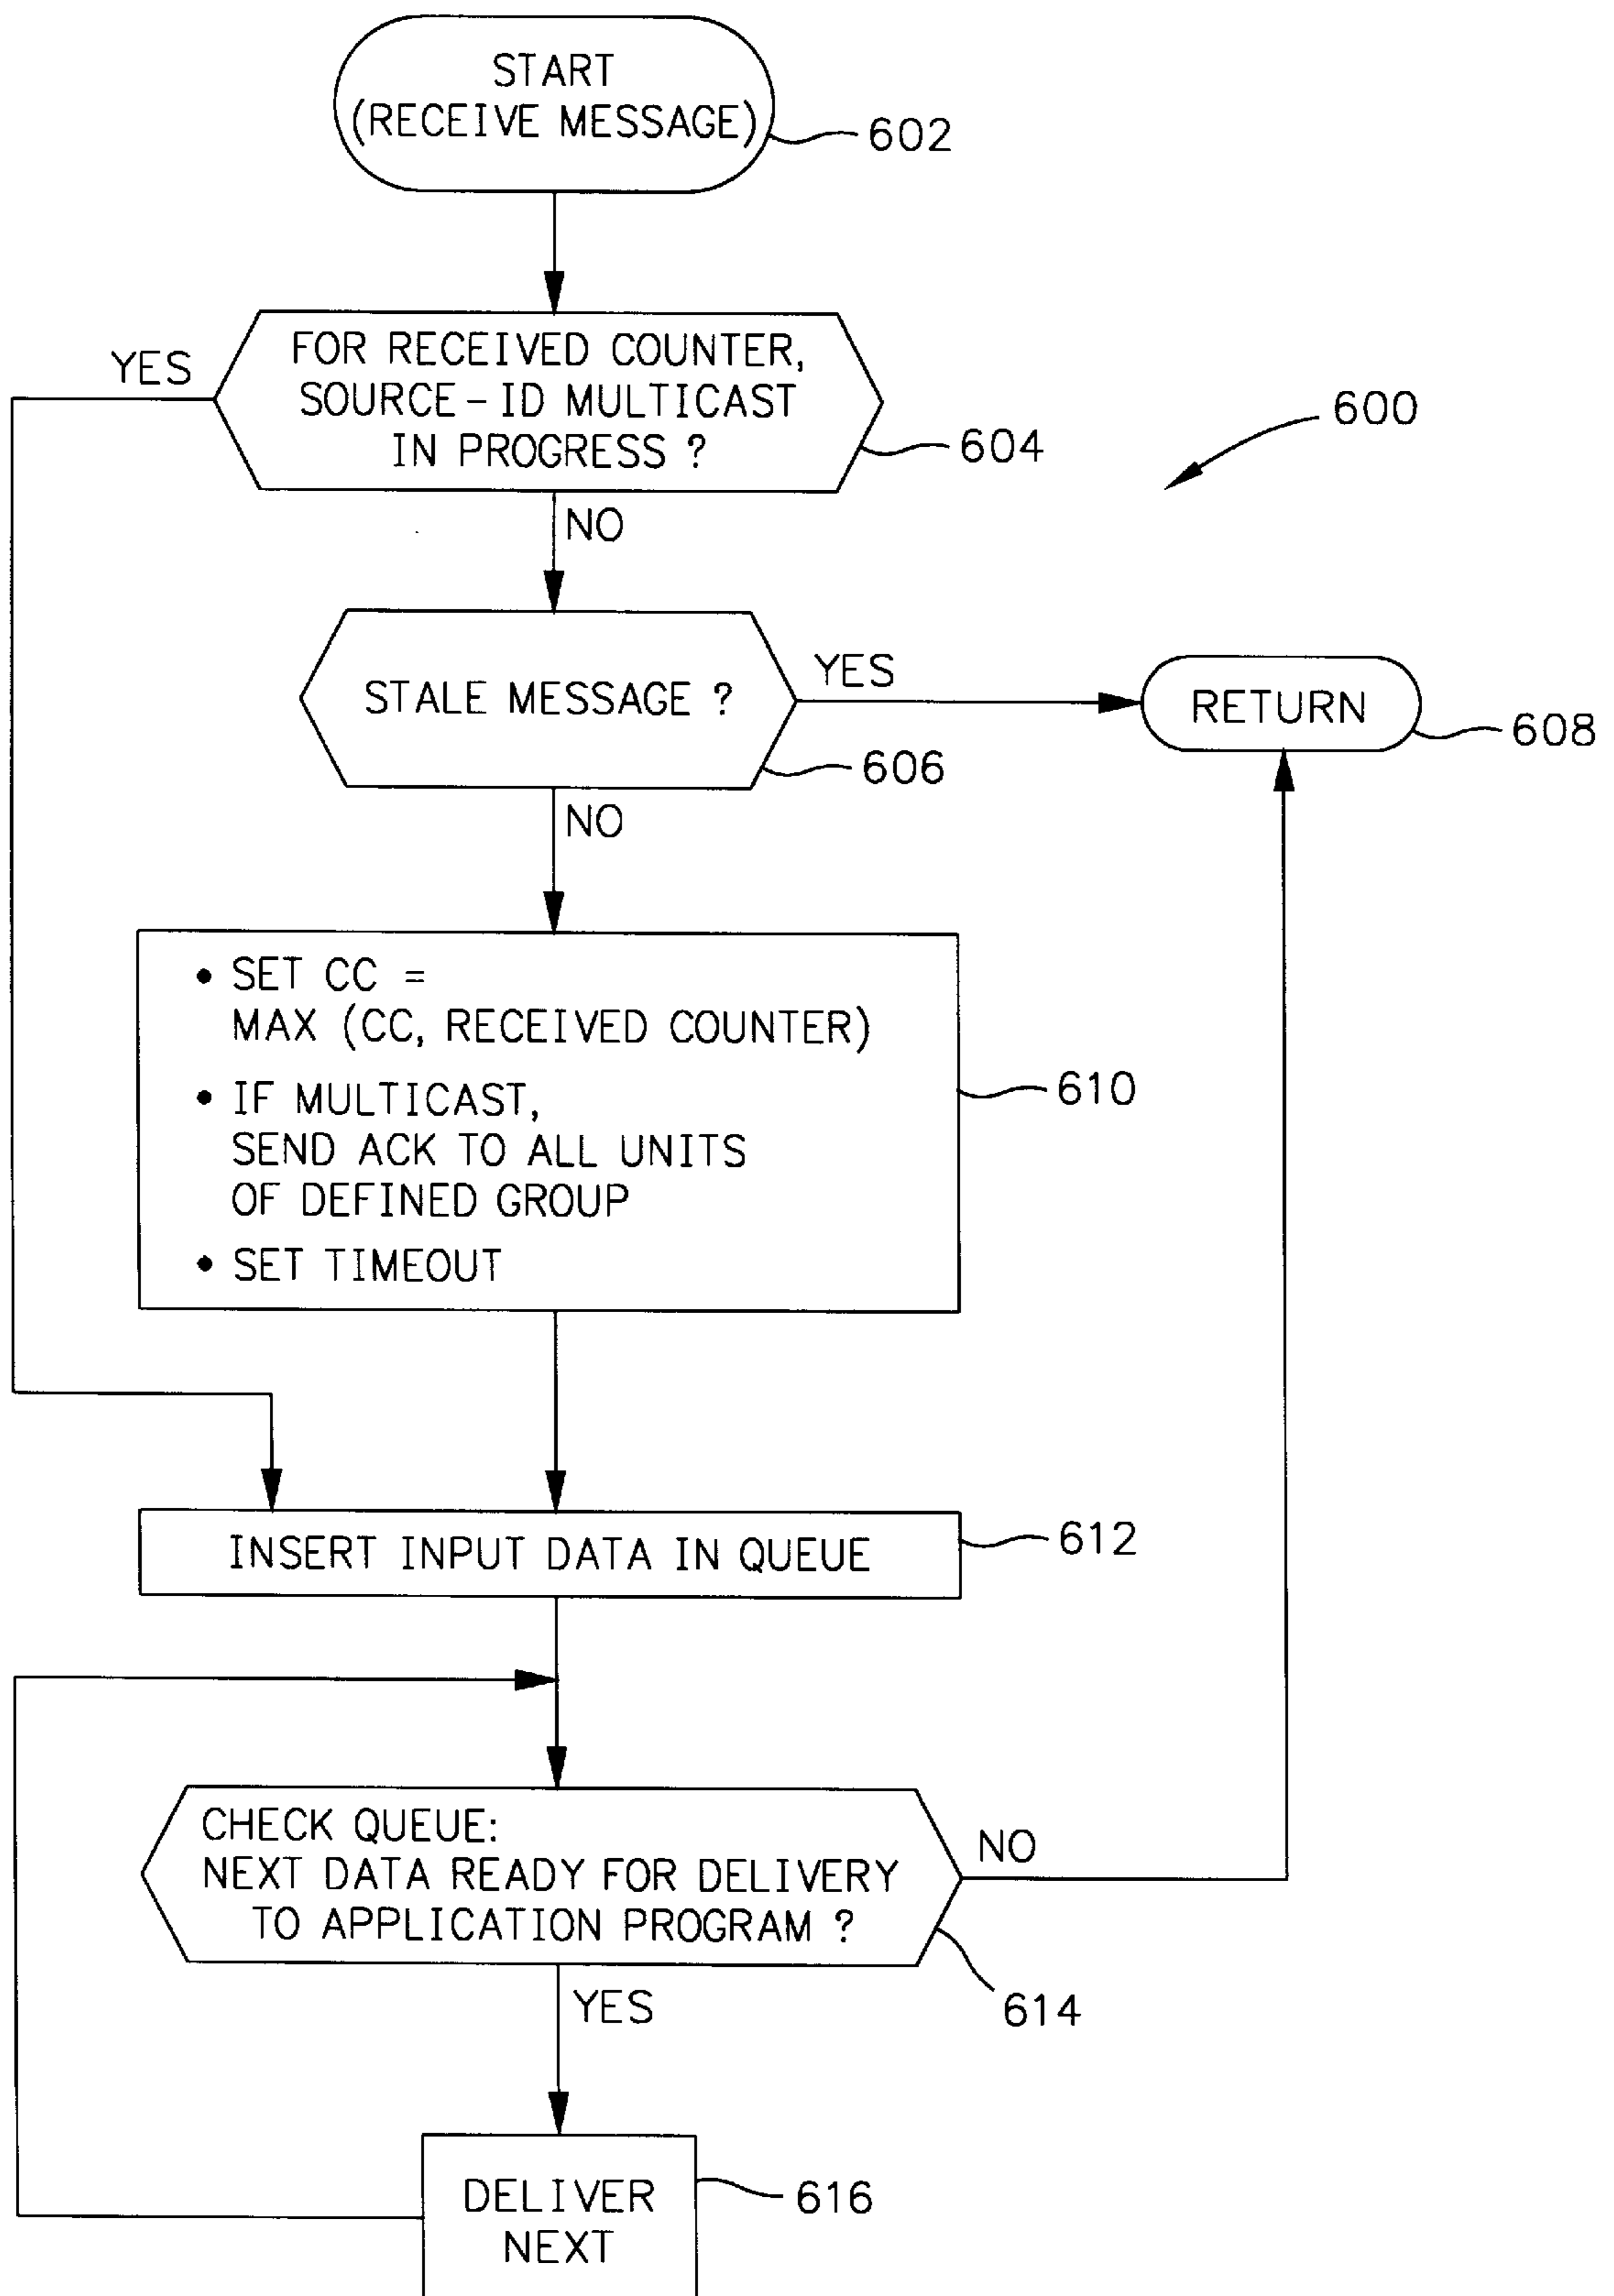 START
(RECEIVE MESSAGE)
602
FOR RECEIVED COUNTER,
SOURCE-ID MULTICAST
IN PROGRESS ?
YES
604
600
NO
STALE MESSAGE ?
YES
606
RETURN
608
NO
• SET CC =
MAX (CC, RECEIVED COUNTER)
• IF MULTICAST,
SEND ACK TO ALL UNITS
OF DEFINED GROUP
• SET TIMEOUT
610
INSERT INPUT DATA IN QUEUE
612
CHECK QUEUE:
NEXT DATA READY FOR DELIVERY
TO APPLICATION PROGRAM ?
NO
614
YES
DELIVER
NEXT
616